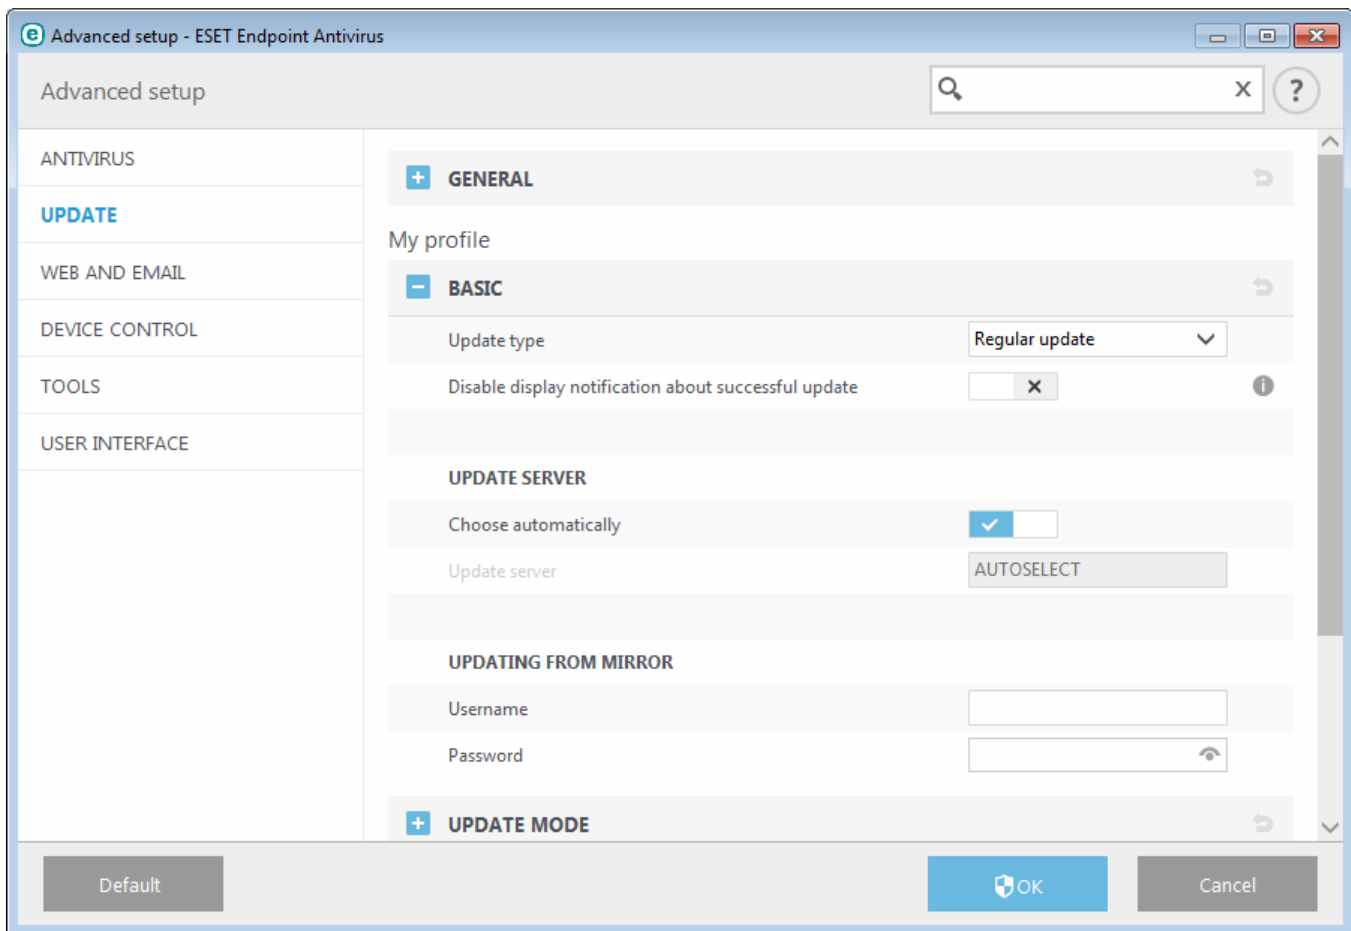 Advanced setup - ESET Endpoint Antivirus
Advanced setup
ANTIVIRUS
UPDATE
WEB AND EMAIL
DEVICE CONTROL
TOOLS
USER INTERFACE
GENERAL
My profile
BASIC
Update type Regular update
Disable display notification about successful update
UPDATE SERVER
Choose automatically
Update server AUTOSELECT
UPDATING FROM MIRROR
Username
Password
UPDATE MODE
Default OK Cancel